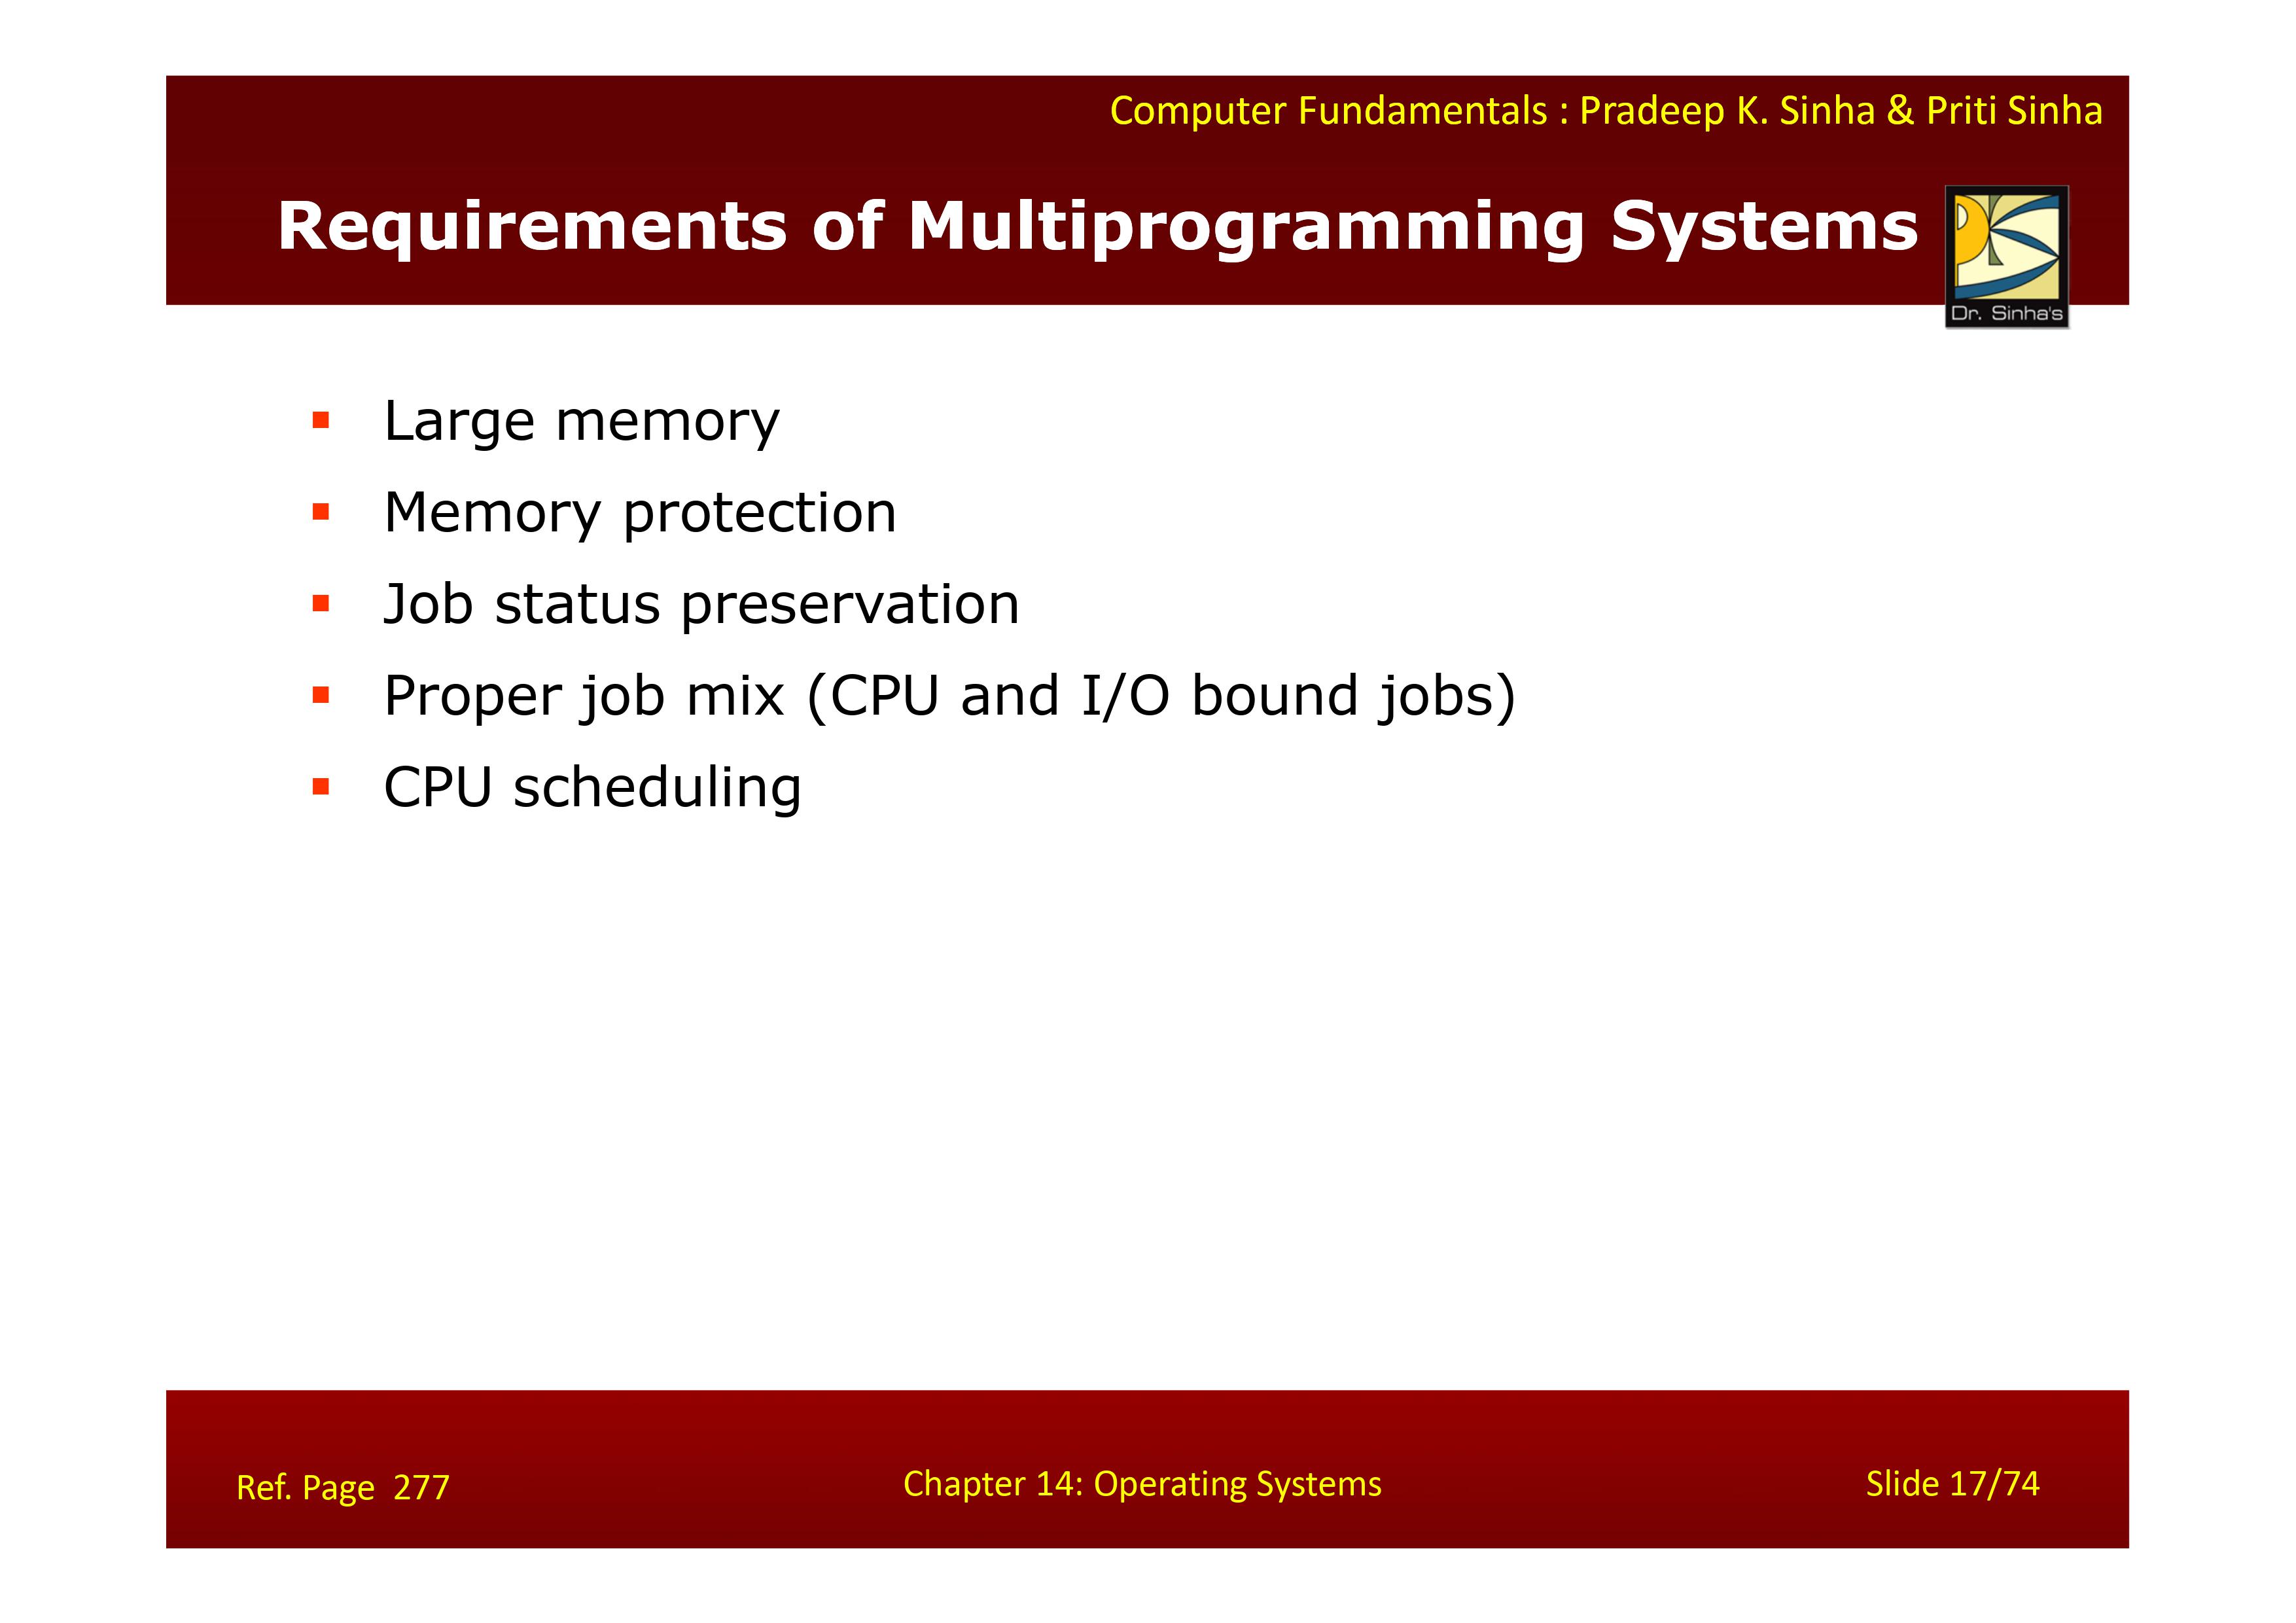 Computer Fundamentals : Pradeep K. Sinha & Priti Sinha
Requirements of Multiprogramming Systems
Dr. Sinha's
▪ Large memory
▪ Memory protection
▪ Job status preservation
▪ Proper job mix (CPU and I/O bound jobs)
▪ CPU scheduling
Ref. Page 277
Chapter 14: Operating Systems
Slide 17/74